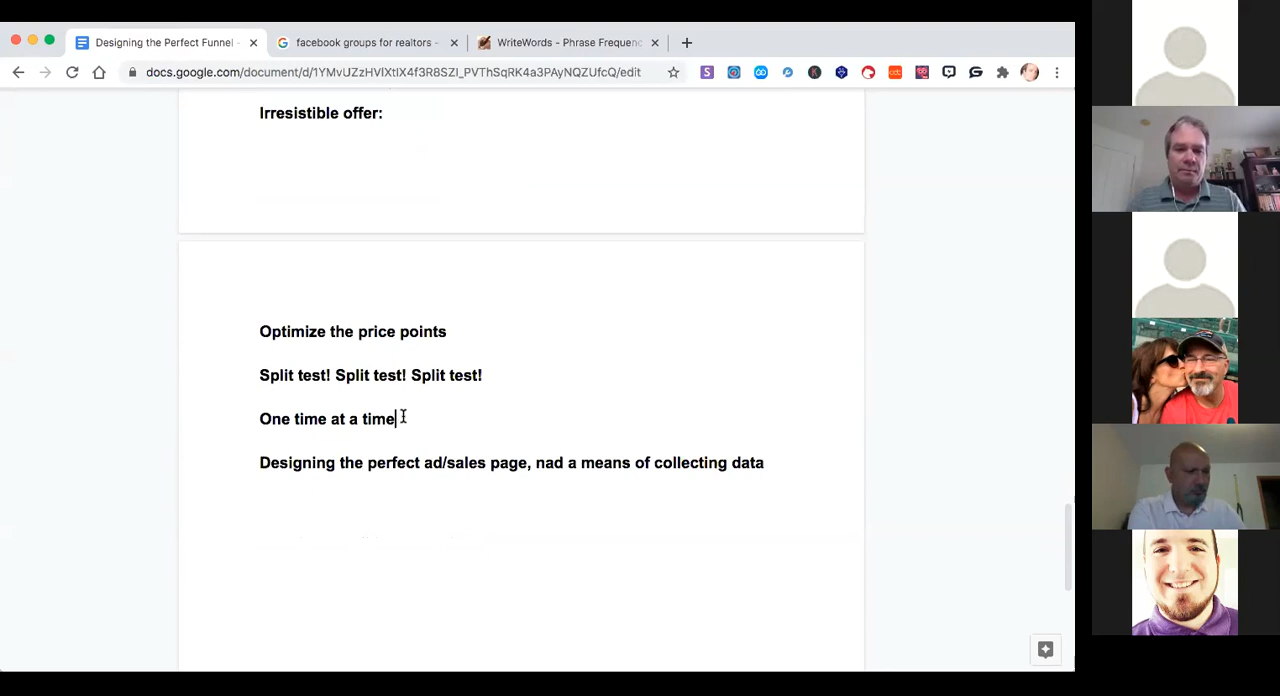 Designing the Perfect Funnel -
facebook groups for realtors -
WriteWords - Phrase Frequenc
docs.google.com/document/d/1YMvUZzHVIXtIX4f3R8SZI_PVThSqRK4a3PAyNQZUfcQ/edit
Irresistible offer:
Optimize the price points
Split test! Split test! Split test!
One time at a time
Designing the perfect ad/sales page, nad a means of collecting data